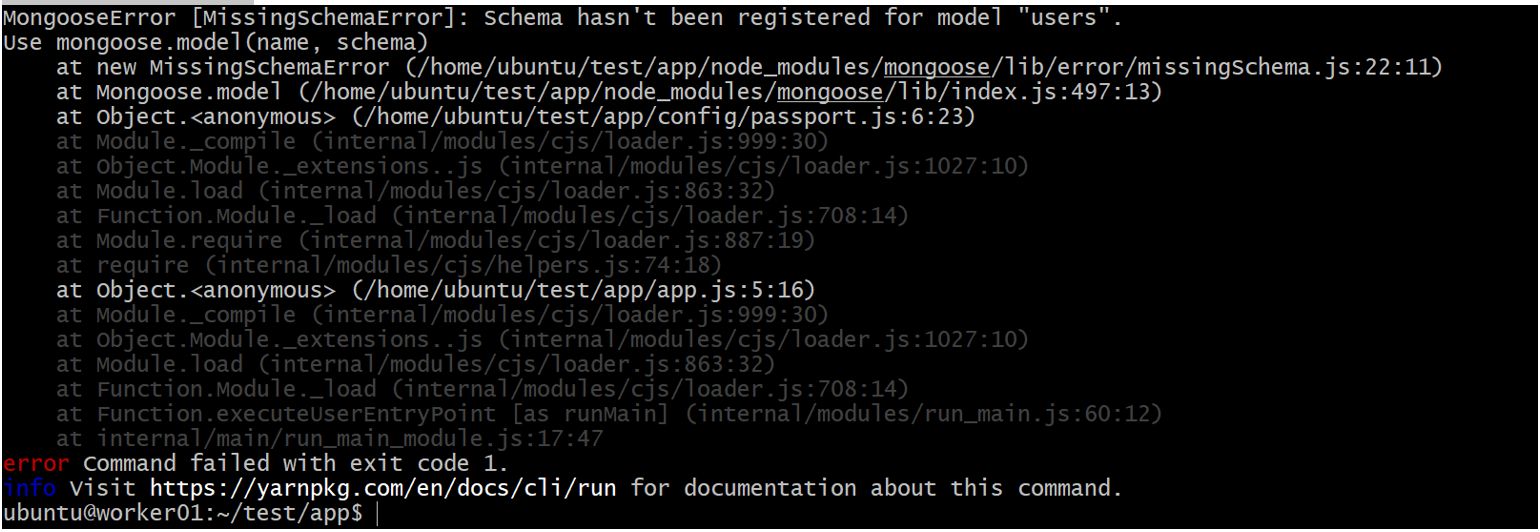 MongooseError [MissingSchemaError]: Schema hasn't been registered for model "users".
Use mongoose.model(name, schema)
    at new MissingSchemaError (/home/ubuntu/test/app/node_modules/mongoose/lib/error/missingSchema.js:22:11)
    at Mongoose.model (/home/ubuntu/test/app/node_modules/mongoose/lib/index.js:497:13)
    at Object.<anonymous> (/home/ubuntu/test/app/config/passport.js:6:23)
    at Module._compile (internal/modules/cjs/loader.js:999:30)
    at Object.Module._extensions..js (internal/modules/cjs/loader.js:1027:10)
    at Module.load (internal/modules/cjs/loader.js:863:32)
    at Function.Module._load (internal/modules/cjs/loader.js:708:14)
    at Module.require (internal/modules/cjs/loader.js:887:19)
    at require (internal/modules/cjs/helpers.js:74:18)
    at Object.<anonymous> (/home/ubuntu/test/app/app.js:5:16)
    at Module._compile (internal/modules/cjs/loader.js:999:30)
    at Object.Module._extensions..js (internal/modules/cjs/loader.js:1027:10)
    at Module.load (internal/modules/cjs/loader.js:863:32)
    at Function.Module._load (internal/modules/cjs/loader.js:708:14)
    at Function.executeUserEntryPoint [as runMain] (internal/modules/run_main.js:60:12)
    at internal/main/run_main_module.js:17:47
error Command failed with exit code 1.
info Visit https://yarnpkg.com/en/docs/cli/run for documentation about this command.
ubuntu@worker01:~/test/app$